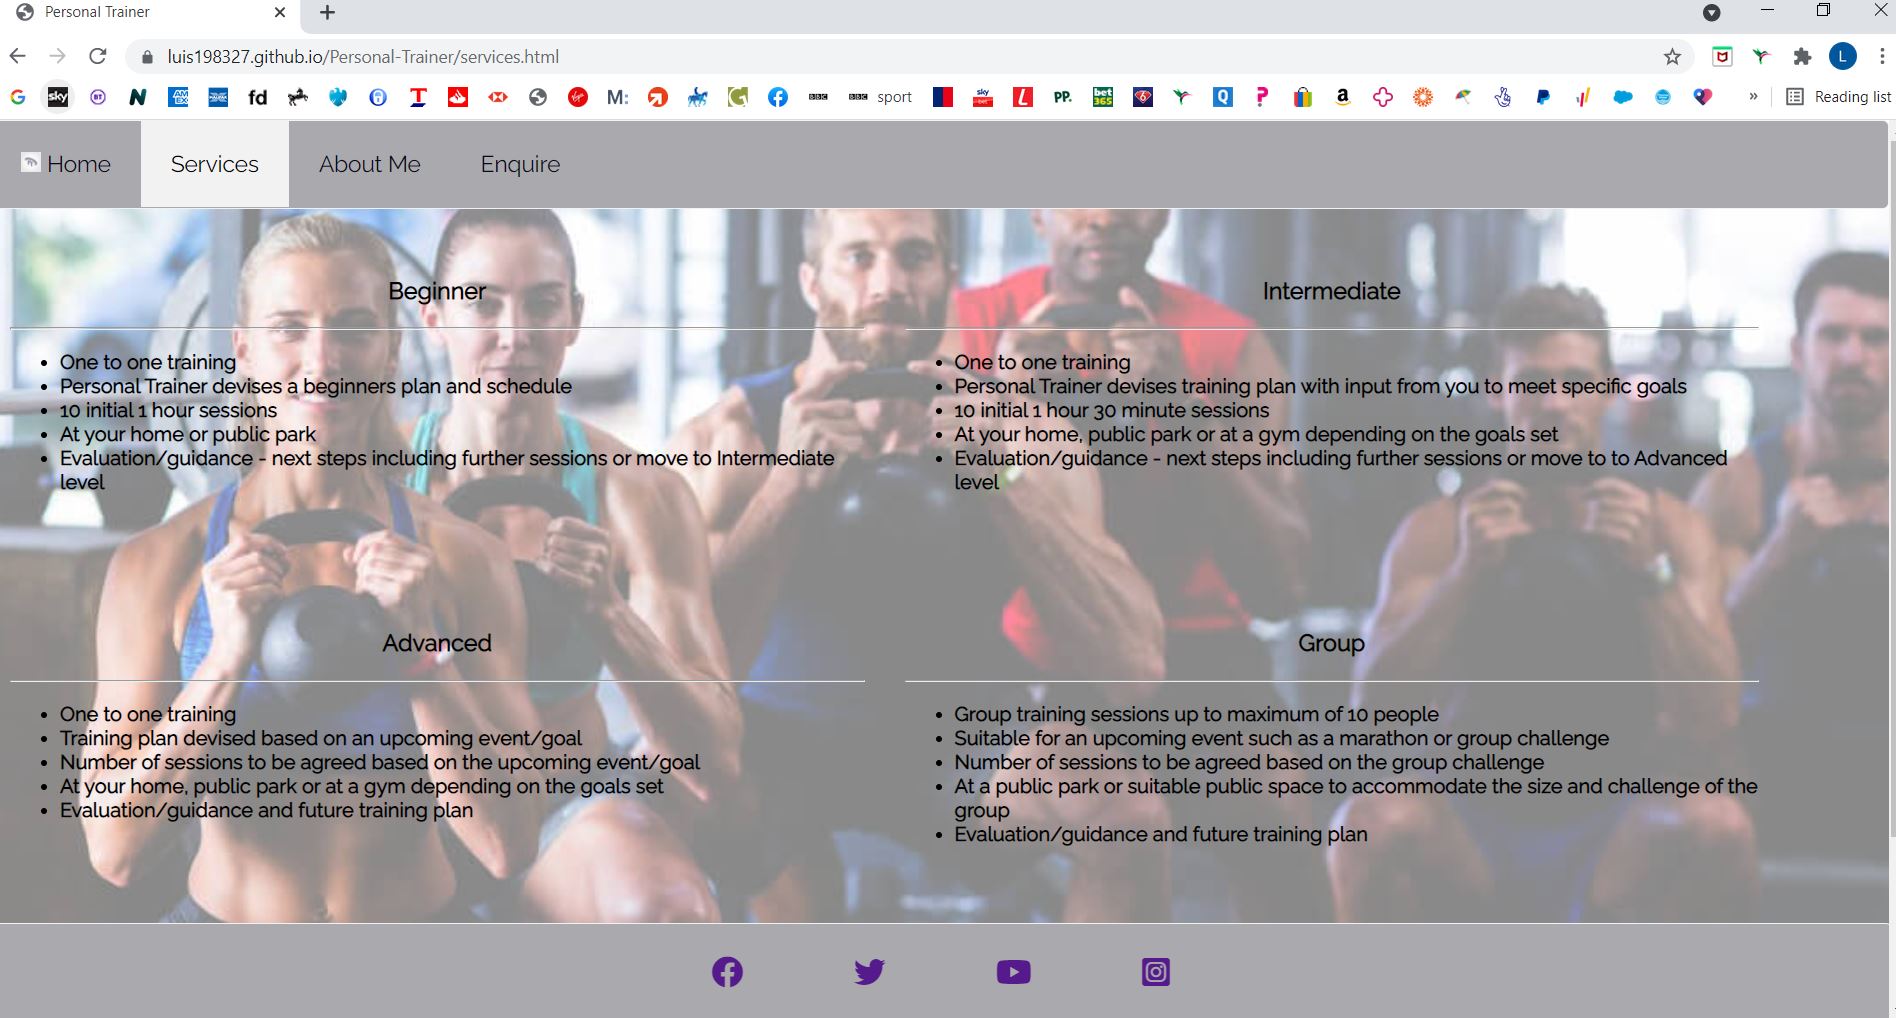 Personal Trainer
luis198327.github.io/Personal-Trainer/services.html
G sky BT N AM EX fd T M: BBC BBC sport sky bet L PP. bet365 6 Q ? a P » Reading list
L
Home Services About Me Enquire
Beginner
One to one training
Personal Trainer devises a beginners plan and schedule
10 initial 1 hour sessions
At your home or public park
Evaluation/guidance - next steps including further sessions or move to Intermediate
level
Intermediate
One to one training
Personal Trainer devises training plan with input from you to meet specific goals
10 initial 1 hour 30 minute sessions
At your home, public park or at a gym depending on the goals set
Evaluation/guidance - next steps including further sessions or move to to Advanced
level
Advanced
One to one training
Training plan devised based on an upcoming event/goal
Number of sessions to be agreed based on the upcoming event/goal
At your home, public park or at a gym depending on the goals set
Evaluation/guidance and future training plan
Group
Group training sessions up to maximum of 10 people
Suitable for an upcoming event such as a marathon or group challenge
Number of sessions to be agreed based on the group challenge
At a public park or suitable public space to accommodate the size and challenge of the
group
Evaluation/guidance and future training plan